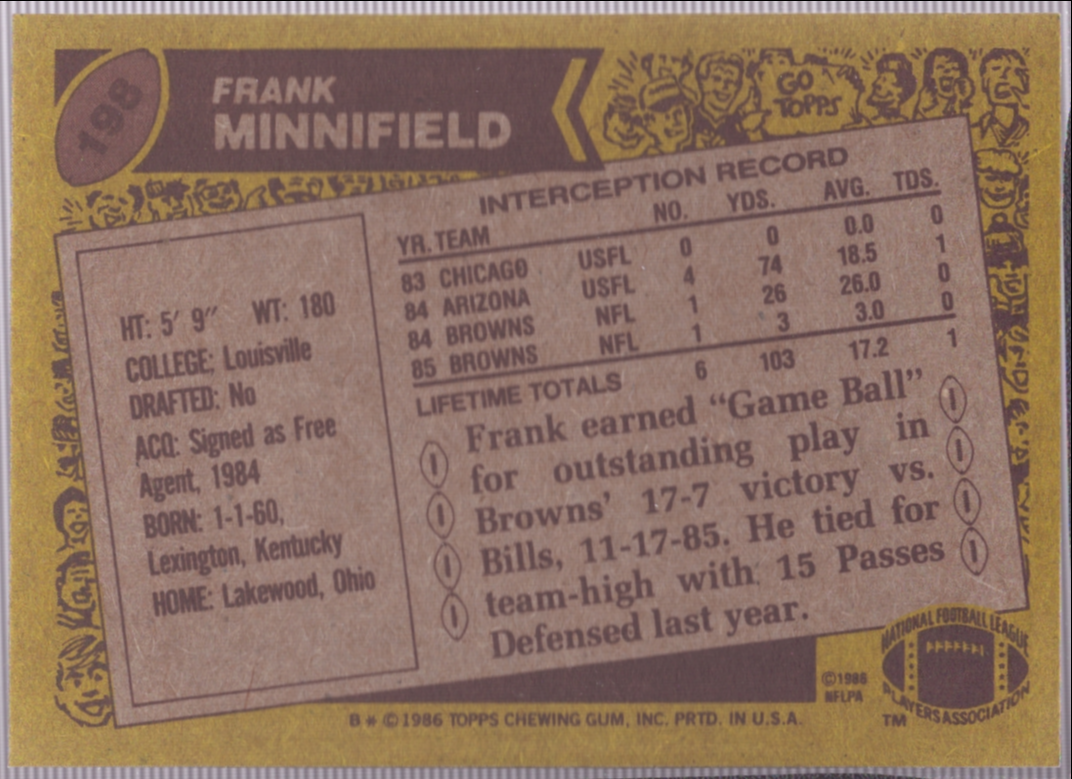 198
FRANK
MINNIFIELD
GO
TOPPS
INTERCEPTION RECORD
YR. TEAM NO. YDS. AVG. TDS.
83 CHICAGO USFL 0 0 0.0 0
84 ARIZONA USFL 4 74 18.5 1
84 BROWNS NFL 1 26 26.0 0
85 BROWNS NFL 1 3 3.0 0
LIFETIME TOTALS 6 103 17.2 1
HT: 5' 9" WT: 180
COLLEGE: Louisville
DRAFTED: No
ACQ: Signed as Free
Agent, 1984
BORN: 1-1-60,
Lexington, Kentucky
HOME: Lakewood, Ohio
Frank earned “Game Ball”
for outstanding play in
Browns' 17-7 victory vs.
Bills, 11-17-85. He tied for
team-high with 15 Passes
Defensed last year.
©1986
NFLPA
NATIONAL FOOTBALL LEAGUE
PLAYERS ASSOCIATION
TM
B * © 1986 TOPPS CHEWING GUM, INC. PRTD. IN U.S.A.